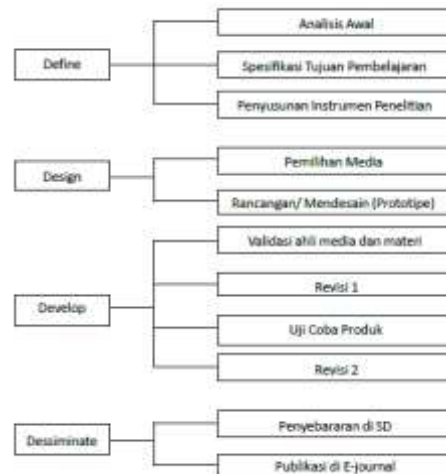 Define
Analisis Awal
Spesifikasi Tujuan Pembelajaran
Penyusunan Instrumen Penelitian
Design
Pemilihan Media
Rancangan/ Mendesain (Prototipe)
Develop
Validasi ahli media dan materi
Revisi 1
Uji Coba Produk
Revisi 2
Dessiminate
Penyebararan di SD
Publikasi di E-journal